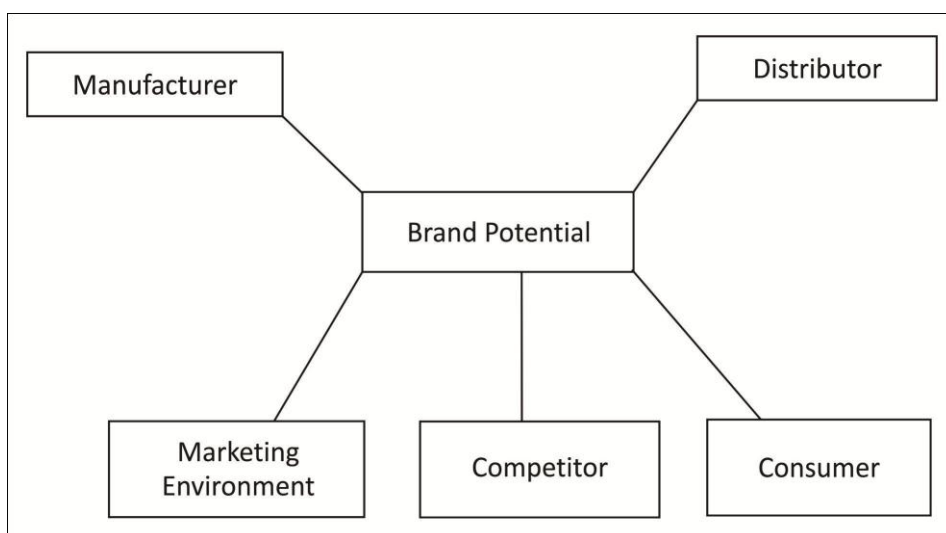 Manufacturer
Distributor
Brand Potential
Marketing
Environment
Competitor
Consumer